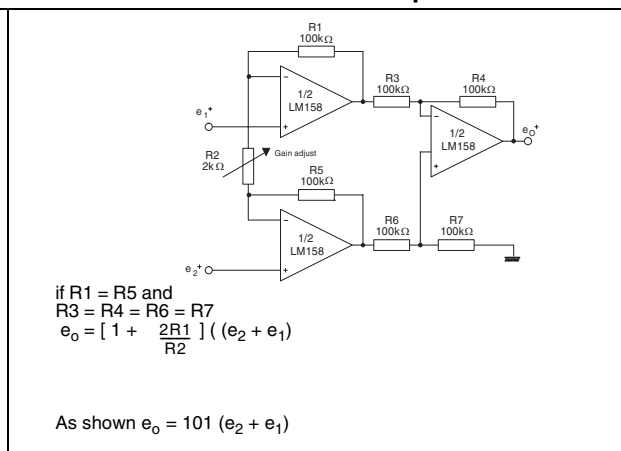 R1
100kΩ
1/2
LM158
R3
100kΩ
R4
100kΩ
e1+
1/2
LM158
eO+
R2
2kΩ
Gain adjust
R5
100kΩ
1/2
LM158
R6
100kΩ
R7
100kΩ
e2+
if R1 = R5 and
R3 = R4 = R6 = R7
eo = [ 1 + 2R1/R2 ] ( (e2 + e1)
As shown eo = 101 (e2 + e1)